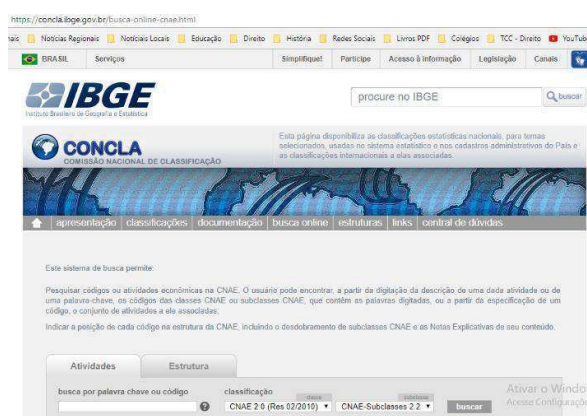 https://concla.ibge.gov.br/busca-online-cnae.html
nais Notícias Regionais Notíciais Locais Educação Direito História Redes Sociais Livros PDF Colégios TCC - Direito YouTube
BRASIL Serviços Simplifique! Participe Acesso à informação Legislação Canais
IBGE procure no IBGE buscar
Instituto Brasileiro de Geografia e Estatística
CONCLA
COMISSÃO NACIONAL DE CLASSIFICAÇÃO
Esta página disponibiliza as classificações estatísticas nacionais, para temas
selecionados, usadas no sistema estatístico e nos cadastros administrativos do País e
as classificações internacionais a elas associadas.
apresentação classificações documentação busca online estruturas links central de dúvidas
Este sistema de busca permite:
Pesquisar códigos ou atividades econômicas na CNAE. O usuário pode encontrar, a partir da digitação da descrição de uma dada atividade ou de
uma palavra-chave, os códigos das classes CNAE ou subclasses CNAE, que contém as palavras digitadas, ou a partir da especificação de um
código, o conjunto de atividades a ele associadas.
Indicar a posição de cada código na estrutura da CNAE, incluindo o desdobramento de subclasses CNAE e as Notas Explicativas de seu conteúdo.
Atividades Estrutura
busca por palavra chave ou código classificação
classe subclasse
CNAE 2.0 (Res 02/2010) CNAE-Subclasses 2.2 buscar
Ativar o Window
Acesse Configuraçõ